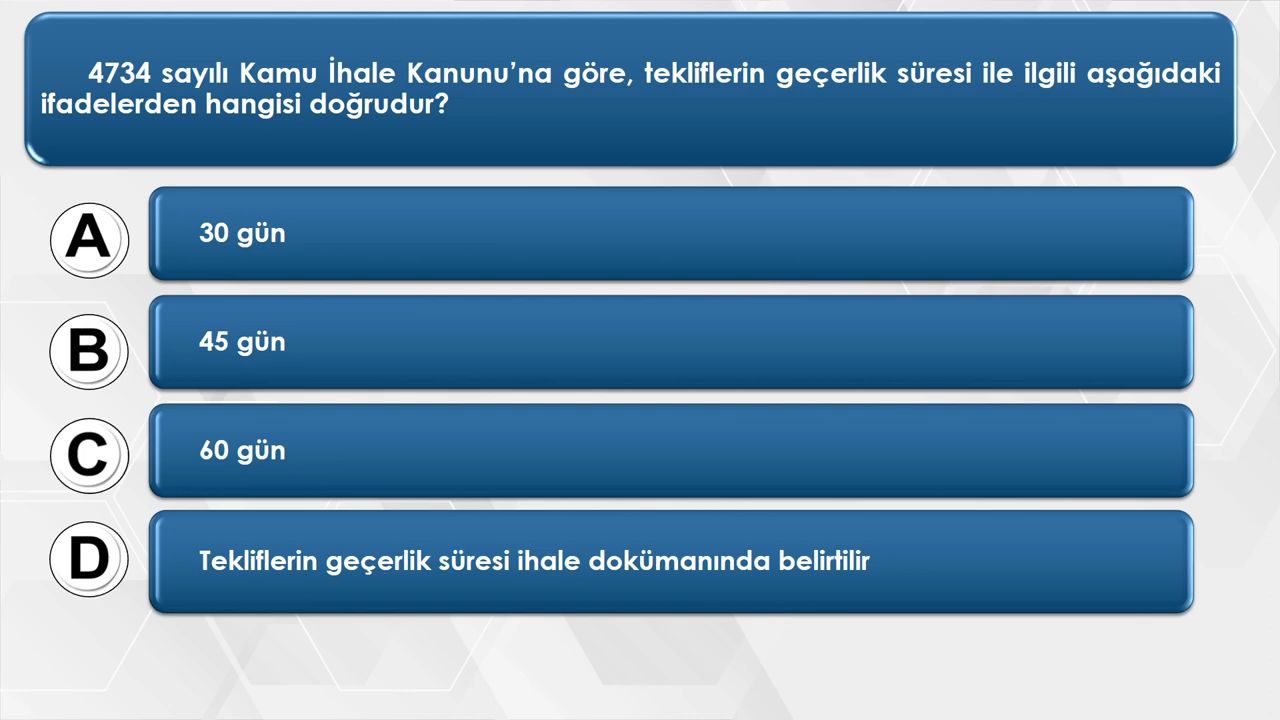 4734 sayılı Kamu İhale Kanunu’na göre, tekliflerin geçerlik süresi ile ilgili aşağıdaki
ifadelerden hangisi doğrudur?
A
30 gün
B
45 gün
C
60 gün
D
Tekliflerin geçerlik süresi ihale dokümanında belirtilir